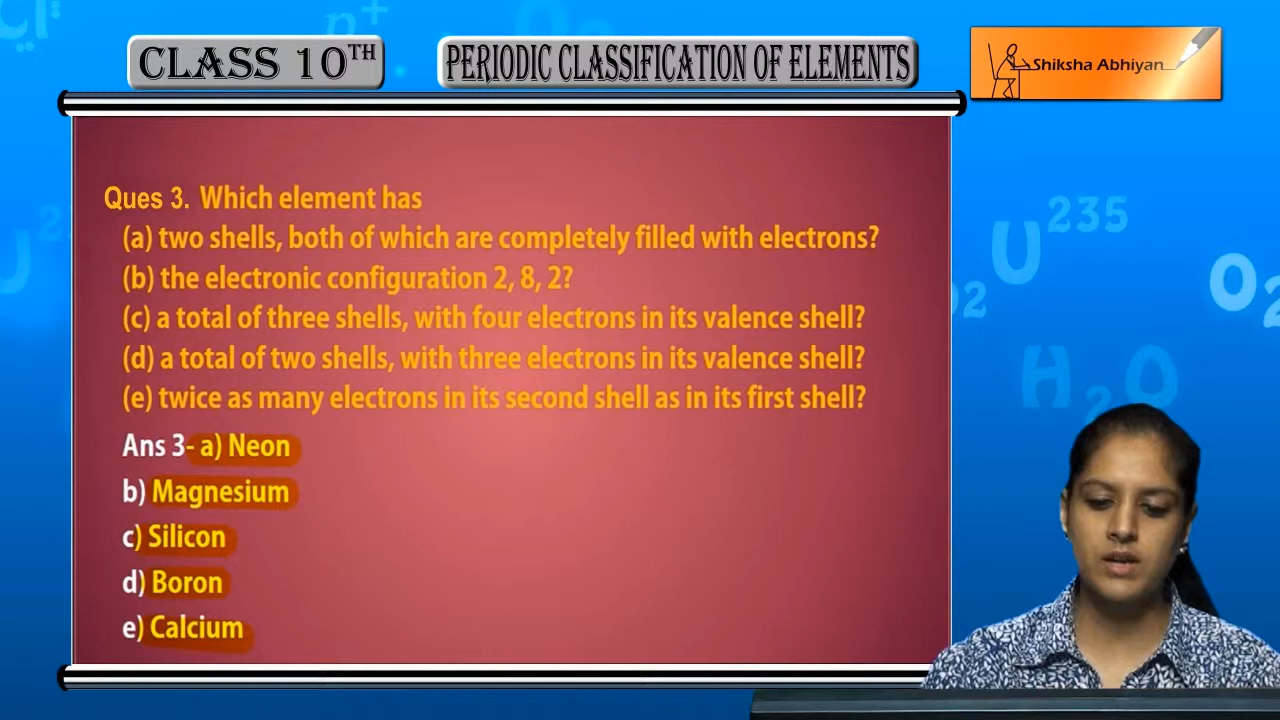 CLASS 10TH
PERIODIC CLASSIFICATION OF ELEMENTS
Shiksha Abhiyan
Ques 3. Which element has
(a) two shells, both of which are completely filled with electrons?
(b) the electronic configuration 2, 8, 2?
(c) a total of three shells, with four electrons in its valence shell?
(d) a total of two shells, with three electrons in its valence shell?
(e) twice as many electrons in its second shell as in its first shell?
Ans 3- a) Neon
b) Magnesium
c) Silicon
d) Boron
e) Calcium
U 235
O2
H2O